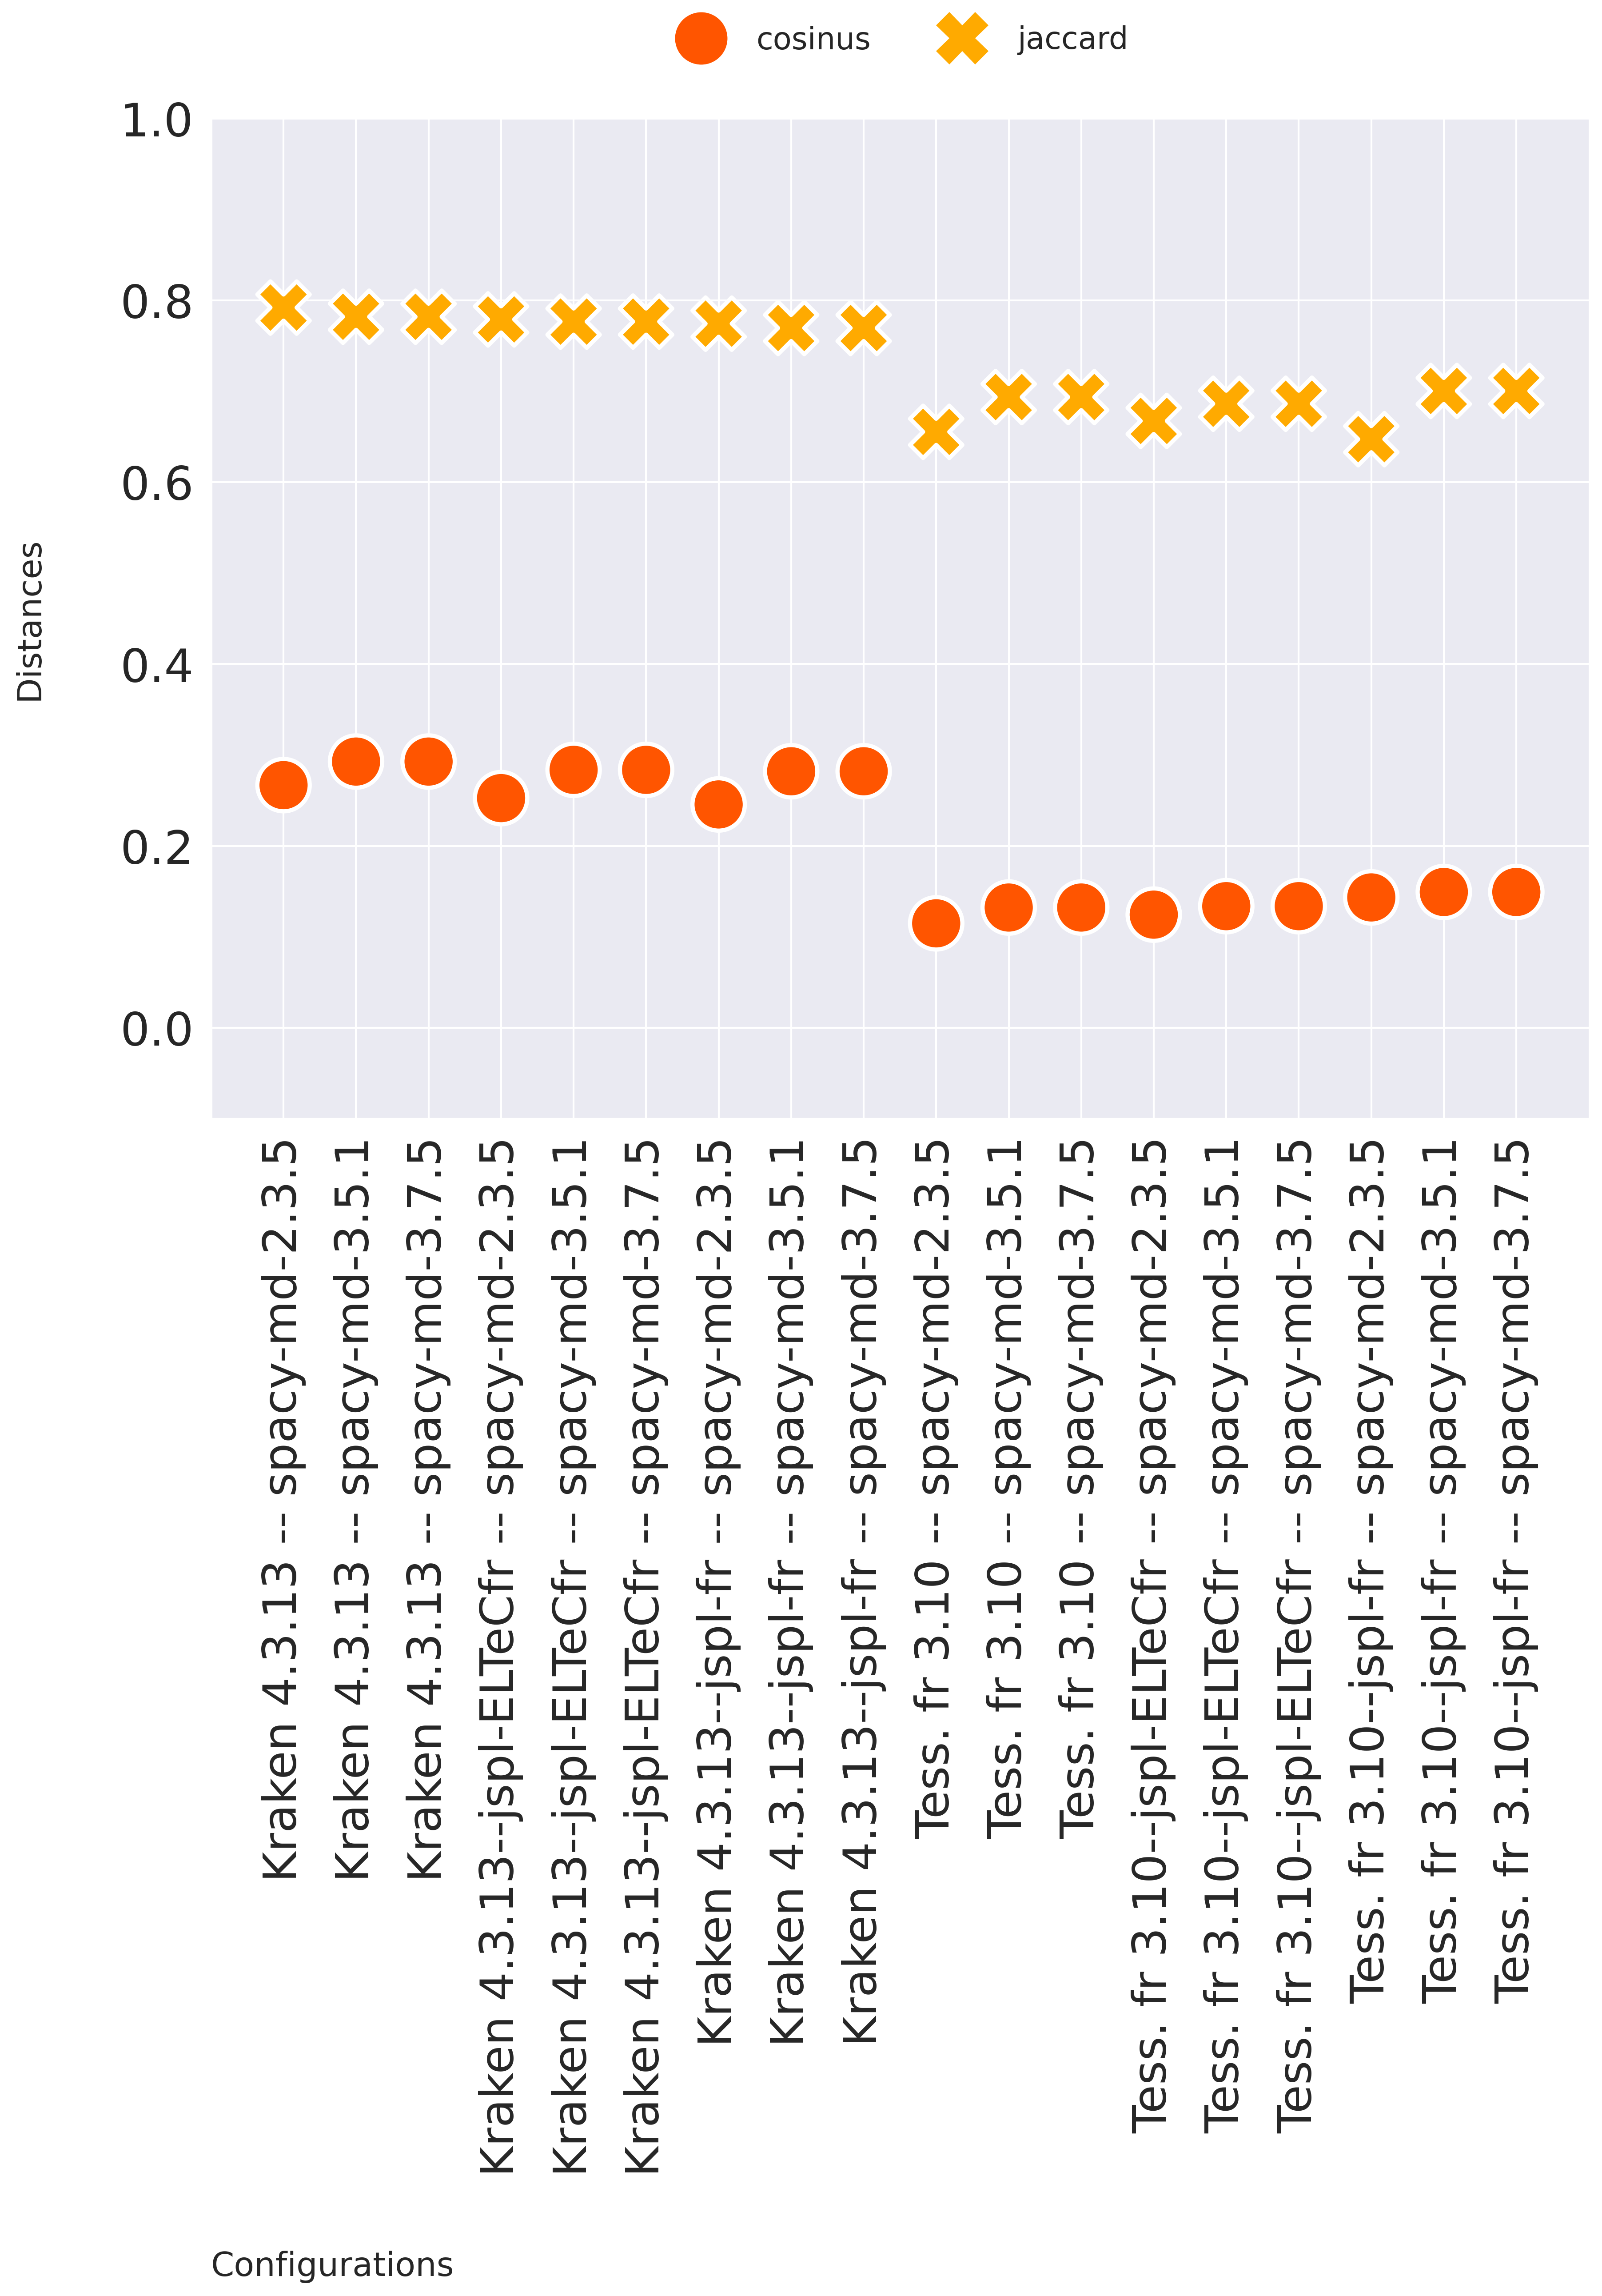 cosinus
jaccard
1.0
0.8
0.6
0.4
0.2
0.0
Distances
Kraken 4.3.13 -- spacy-md-2.3.5
Kraken 4.3.13 -- spacy-md-3.5.1
Kraken 4.3.13 -- spacy-md-3.7.5
Kraken 4.3.13--jspl-ELTeCfr -- spacy-md-2.3.5
Kraken 4.3.13--jspl-ELTeCfr -- spacy-md-3.5.1
Kraken 4.3.13--jspl-ELTeCfr -- spacy-md-3.7.5
Kraken 4.3.13--jspl-fr -- spacy-md-2.3.5
Kraken 4.3.13--jspl-fr -- spacy-md-3.5.1
Kraken 4.3.13--jspl-fr -- spacy-md-3.7.5
Tess. fr 3.10 -- spacy-md-2.3.5
Tess. fr 3.10 -- spacy-md-3.5.1
Tess. fr 3.10 -- spacy-md-3.7.5
Tess. fr 3.10--jspl-ELTeCfr -- spacy-md-2.3.5
Tess. fr 3.10--jspl-ELTeCfr -- spacy-md-3.5.1
Tess. fr 3.10--jspl-ELTeCfr -- spacy-md-3.7.5
Tess. fr 3.10--jspl-fr -- spacy-md-2.3.5
Tess. fr 3.10--jspl-fr -- spacy-md-3.5.1
Tess. fr 3.10--jspl-fr -- spacy-md-3.7.5
Configurations